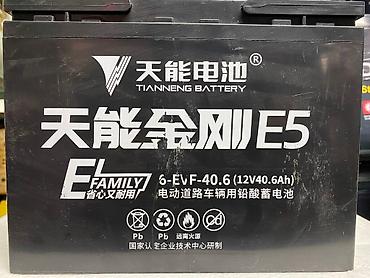 天能电池®
TIANNENG BATTERY
天能金刚E5
E FAMILY
省心又耐用
6-EVF-40.6(12V40.6Ah)
电动道路车辆用铅酸蓄电池
Pb Pb 远离火源
国家认定企业技术中心研制